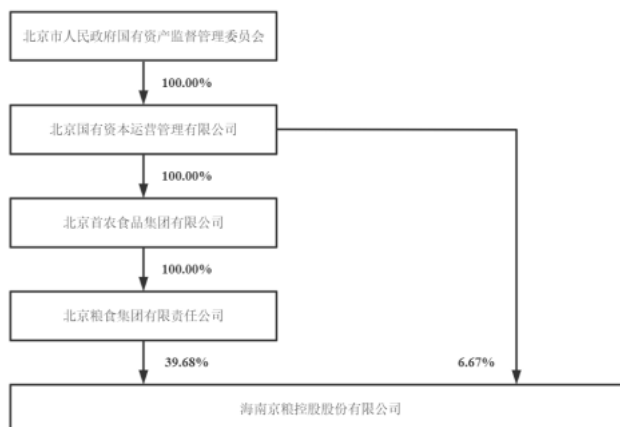 北京市人民政府国有资产监督管理委员会
100.00%
北京国有资本运营管理有限公司
100.00%
北京首农食品集团有限公司
100.00%
北京粮食集团有限责任公司
39.68%
6.67%
海南京粮控股股份有限公司